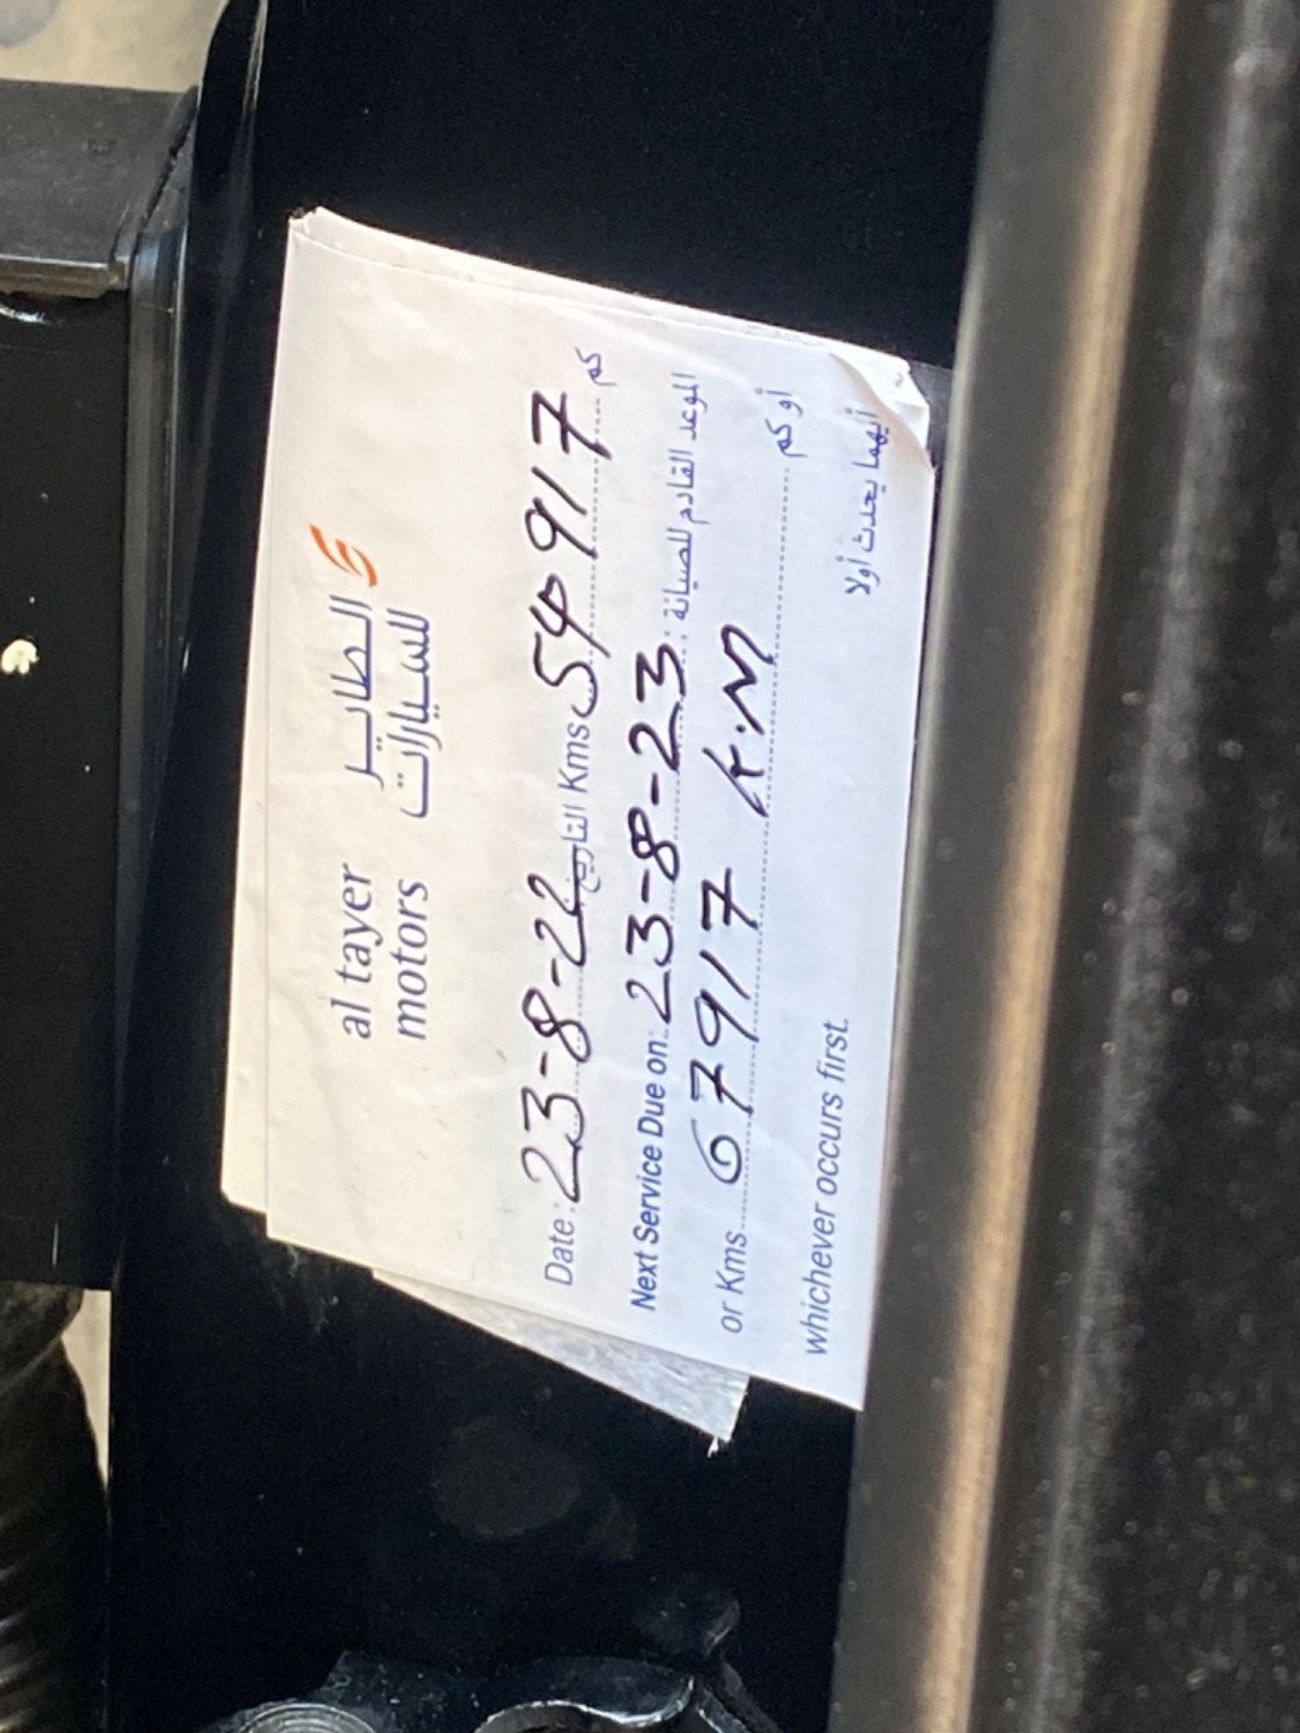 al tayer الطاير
motors للسيارات
Date: 23-8-22 التاريخ Kms 54917 كم
Next Service Due on: 23-8-23 : الموعد القادم للصيانة
or Kms 67917 K.M أو كم
whichever occurs first. أيهما يحدث أولا